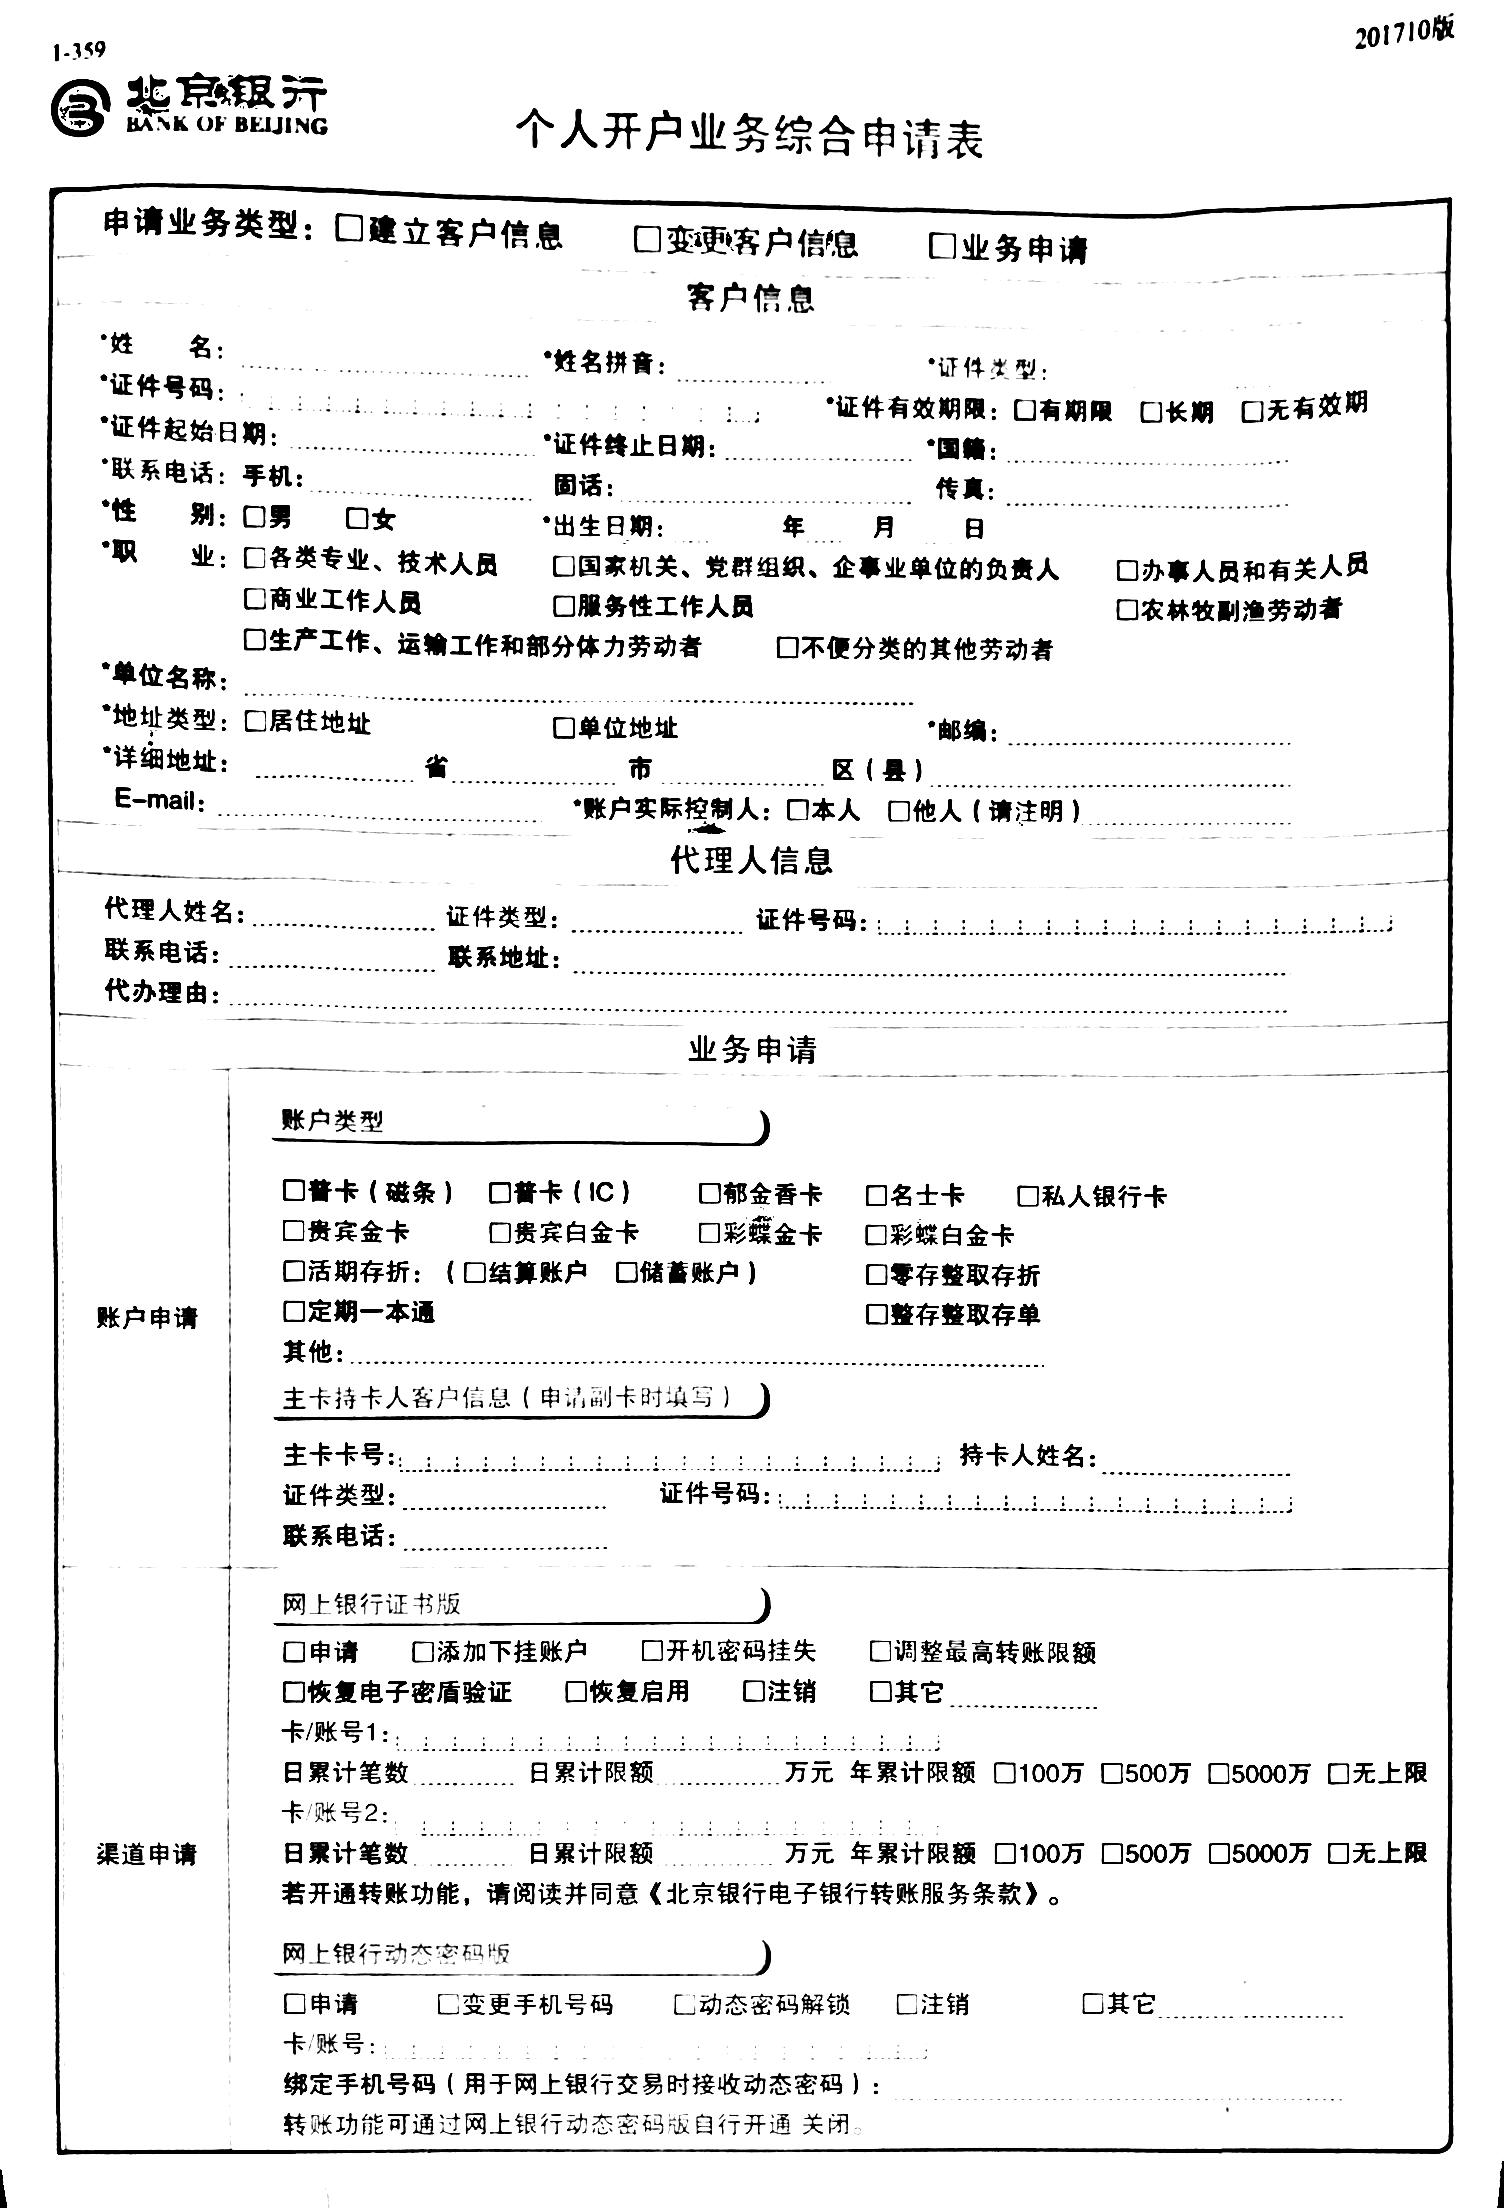 1-359
201710版
北京银行
BANK OF BEIJING
个人开户业务综合申请表
申请业务类型：□建立客户信息 □变更客户信息 □业务申请
客户信息
*姓 名： *姓名拼音： *证件类型：
*证件号码： *证件有效期限：□有期限 □长期 □无有效期
*证件起始日期： *证件终止日期： *国籍：
*联系电话：手机： 固话： 传真：
*性 别：□男 □女 *出生日期： 年 月 日
*职 业：□各类专业、技术人员 □国家机关、党群组织、企事业单位的负责人 □办事人员和有关人员
□商业工作人员 □服务性工作人员 □农林牧副渔劳动者
□生产工作、运输工作和部分体力劳动者 □不便分类的其他劳动者
*单位名称：
*地址类型：□居住地址 □单位地址 *邮编：
*详细地址： 省 市 区（县）
E-mail： *账户实际控制人：□本人 □他人（请注明）
代理人信息
代理人姓名： 证件类型： 证件号码：
联系电话： 联系地址：
代办理由：
业务申请
账户申请
账户类型
□普卡（磁条） □普卡（IC） □郁金香卡 □名士卡 □私人银行卡
□贵宾金卡 □贵宾白金卡 □彩蝶金卡 □彩蝶白金卡
□活期存折：（□结算账户 □储蓄账户） □零存整取存折
□定期一本通 □整存整取存单
其他：
主卡持卡人客户信息（申请副卡时填写）
主卡卡号： 持卡人姓名：
证件类型： 证件号码：
联系电话：
渠道申请
网上银行证书版
□申请 □添加下挂账户 □开机密码挂失 □调整最高转账限额
□恢复电子密盾验证 □恢复启用 □注销 □其它
卡/账号1：
日累计笔数 日累计限额 万元 年累计限额 □100万 □500万 □5000万 □无上限
卡/账号2：
日累计笔数 日累计限额 万元 年累计限额 □100万 □500万 □5000万 □无上限
若开通转账功能，请阅读并同意《北京银行电子银行转账服务条款》。
网上银行动态密码版
□申请 □变更手机号码 □动态密码解锁 □注销 □其它
卡/账号：
绑定手机号码（用于网上银行交易时接收动态密码）：
转账功能可通过网上银行动态密码版自行开通 关闭。